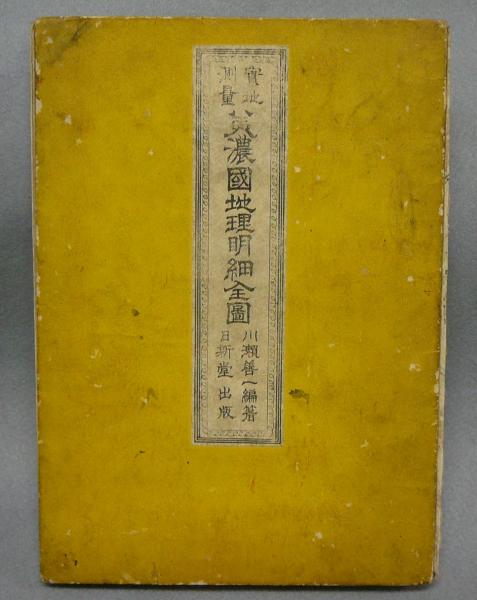 實地
測量
美濃國地理明細全圖
川瀬善一編著
日新堂出版